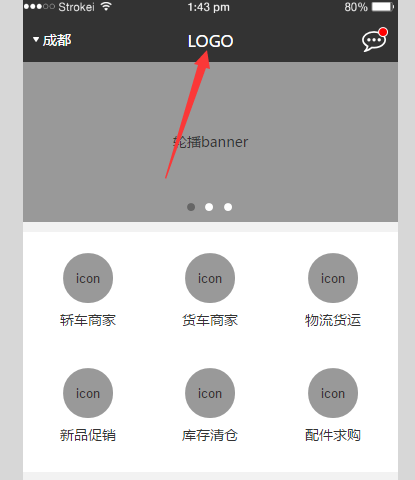 Strokei 1:43 pm 80%
成都 LOGO
轮播banner
icon icon icon
轿车商家 货车商家 物流货运
icon icon icon
新品促销 库存清仓 配件求购